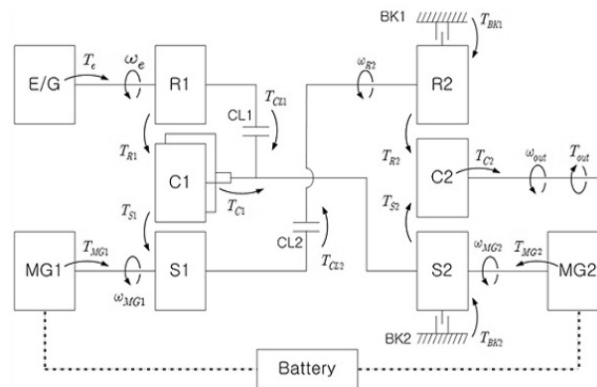 BK1
T_BK1
T_e
ω_e
ω_R2
E/G
R1
R2
T_CL1
CL1
T_R1
T_R2
T_C2
ω_out
T_out
C1
C2
T_C1
T_S1
T_S2
CL2
T_MG1
T_CL2
ω_MG2
T_MG2
MG1
S1
S2
MG2
ω_MG1
T_BK2
BK2
Battery